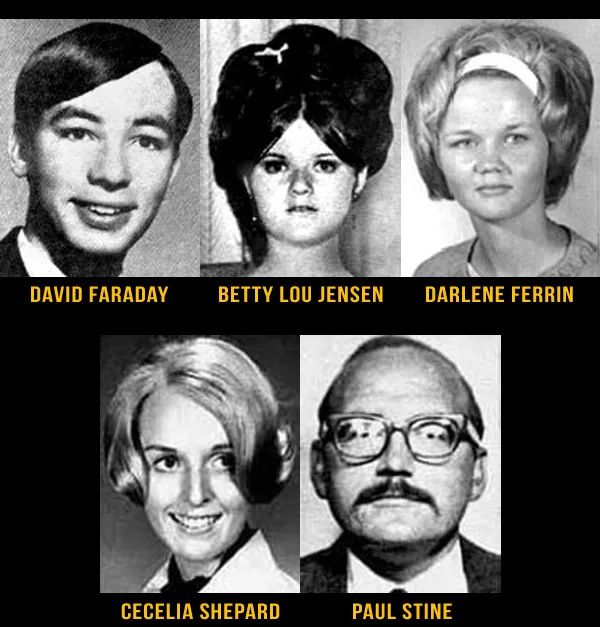 DAVID FARADAY
BETTY LOU JENSEN
DARLENE FERRIN
CECELIA SHEPARD
PAUL STINE